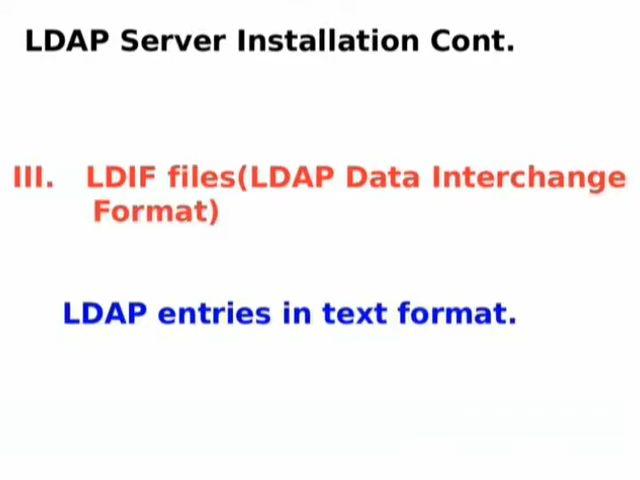 LDAP Server Installation Cont.
III. LDIF files(LDAP Data Interchange
Format)
LDAP entries in text format.